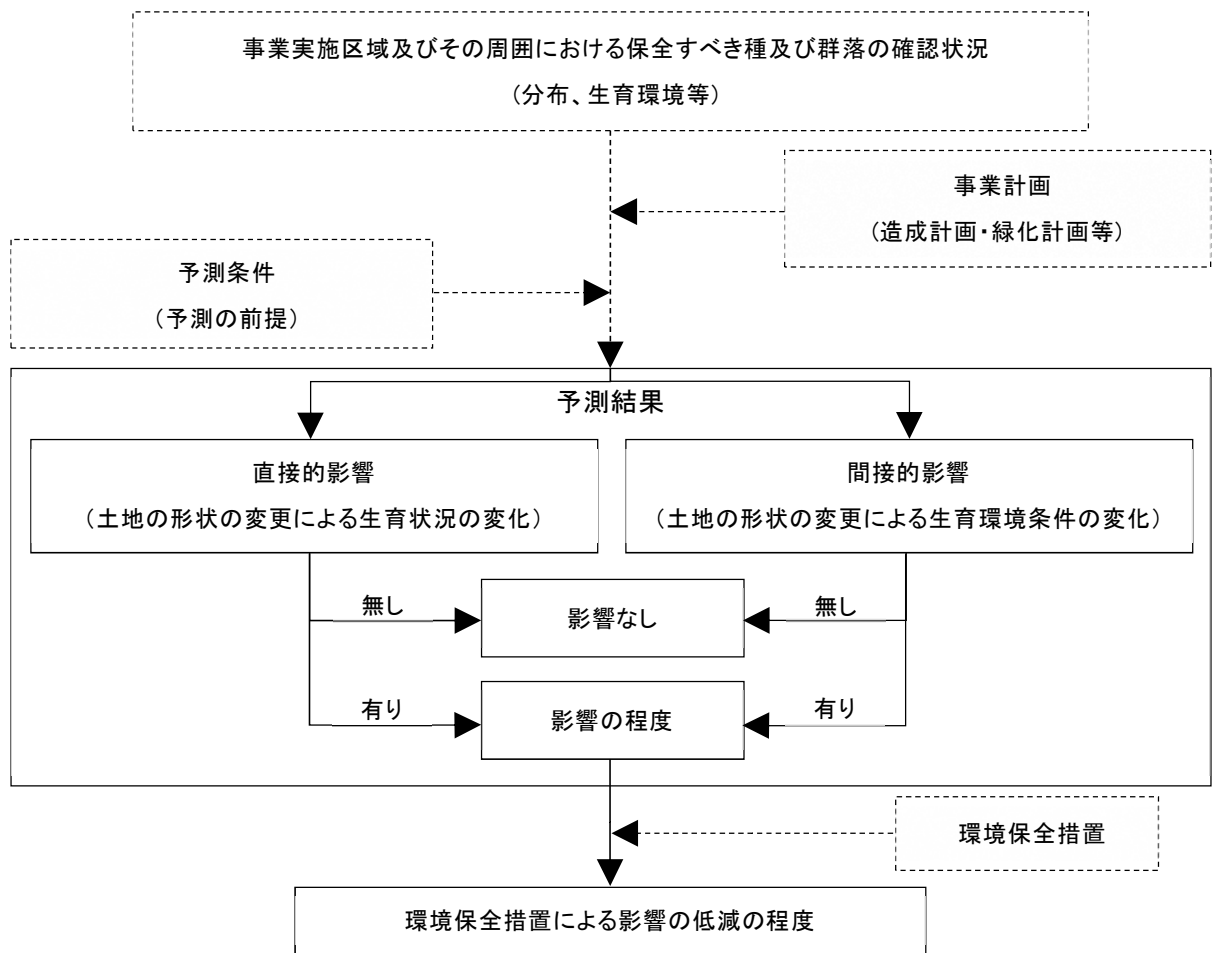 事業実施区域及びその周囲における保全すべき種及び群落の確認状況
（分布、生育環境等）
事業計画
（造成計画・緑化計画等）
予測条件
（予測の前提）
予測結果
直接的影響
（土地の形状の変更による生育状況の変化）
間接的影響
（土地の形状の変更による生育環境条件の変化）
無し
影響なし
無し
有り
影響の程度
有り
環境保全措置
環境保全措置による影響の低減の程度